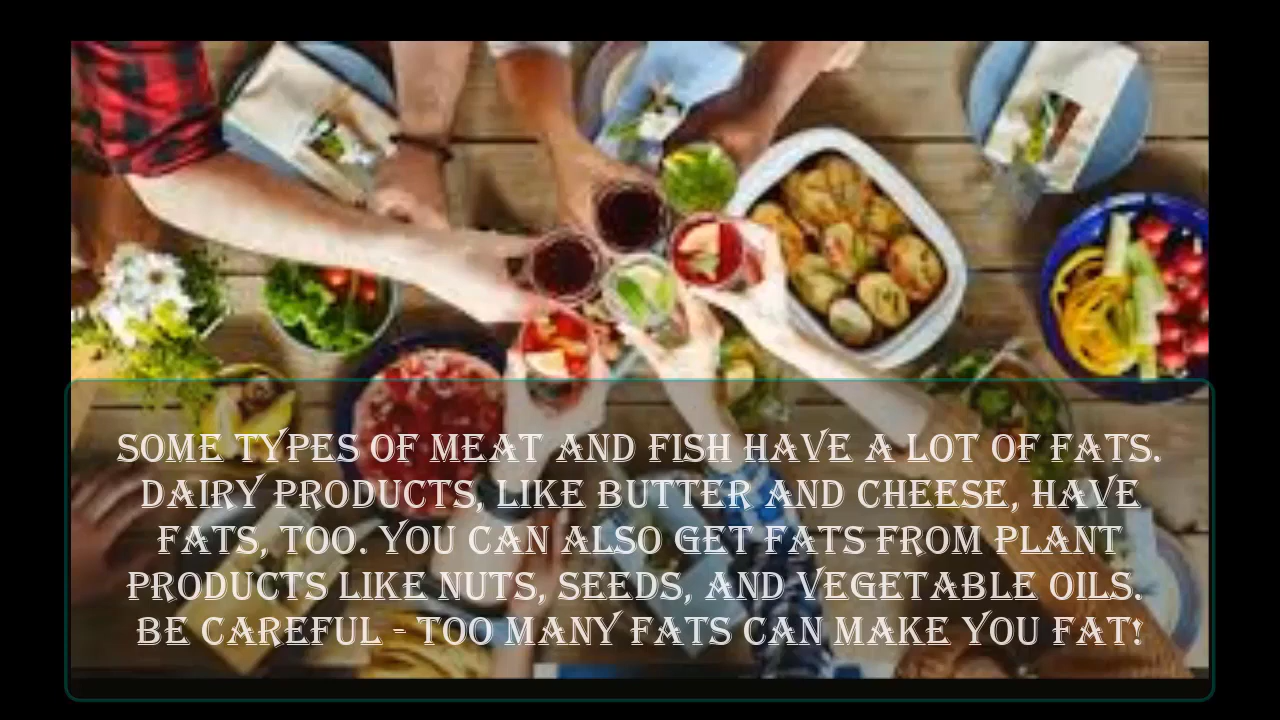 SOME TYPES OF MEAT AND FISH HAVE A LOT OF FATS.
DAIRY PRODUCTS, LIKE BUTTER AND CHEESE, HAVE
FATS, TOO. YOU CAN ALSO GET FATS FROM PLANT
PRODUCTS LIKE NUTS, SEEDS, AND VEGETABLE OILS.
BE CAREFUL - TOO MANY FATS CAN MAKE YOU FAT!